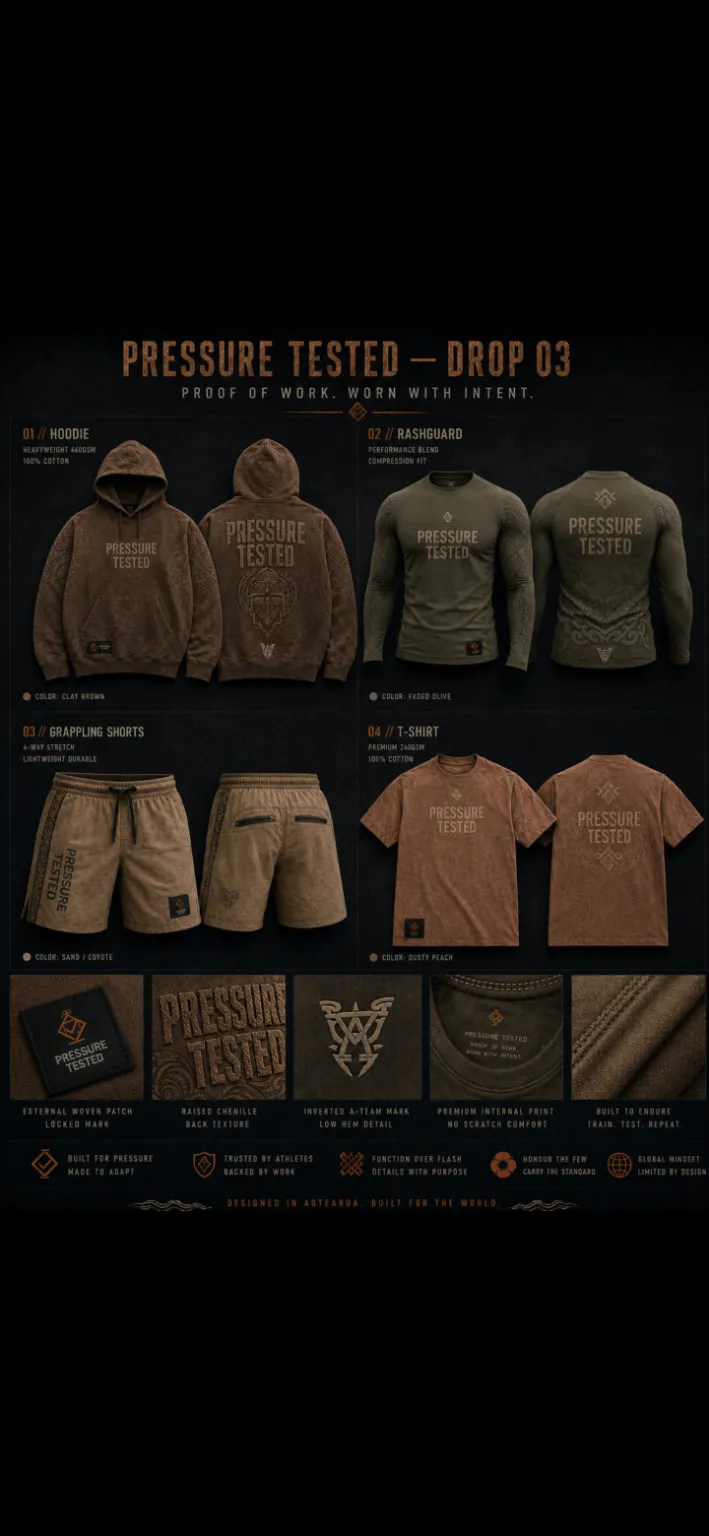 PRESSURE TESTED — DROP 03
PROOF OF WORK. WORN WITH INTENT.
01 // HOODIE
HEAVYWEIGHT 460GSM
100% COTTON
PRESSURE
TESTED
PRESSURE
TESTED
COLOR: CLAY BROWN
02 // RASHGUARD
PERFORMANCE BLEND
COMPRESSION FIT
PRESSURE
TESTED
PRESSURE
TESTED
COLOR: FADED OLIVE
03 // GRAPPLING SHORTS
4-WAY STRETCH
LIGHTWEIGHT DURABLE
PRESSURE
TESTED
COLOR: SAND / COYOTE
04 // T-SHIRT
PREMIUM 240GSM
100% COTTON
PRESSURE
TESTED
PRESSURE
TESTED
COLOR: DUSTY PEACH
PRESSURE
TESTED
PRESSURE
TESTED
PRESSURE TESTED
PROOF OF WORK.
WORN WITH INTENT.
EXTERNAL WOVEN PATCH
LOCKED MARK
RAISED CHENILLE
BACK TEXTURE
INVERTED A-TEAM MARK
LOW HEM DETAIL
PREMIUM INTERNAL PRINT
NO SCRATCH COMFORT
BUILT TO ENDURE
TRAIN. TEST. REPEAT.
BUILT FOR PRESSURE
MADE TO ADAPT
TRUSTED BY ATHLETES
BACKED BY WORK
FUNCTION OVER FLASH
DETAILS WITH PURPOSE
HONOUR THE FEW
CARRY THE STANDARD
GLOBAL MINDSET
LIMITED BY DESIGN
DESIGNED IN AOTEAROA. BUILT FOR THE WORLD.